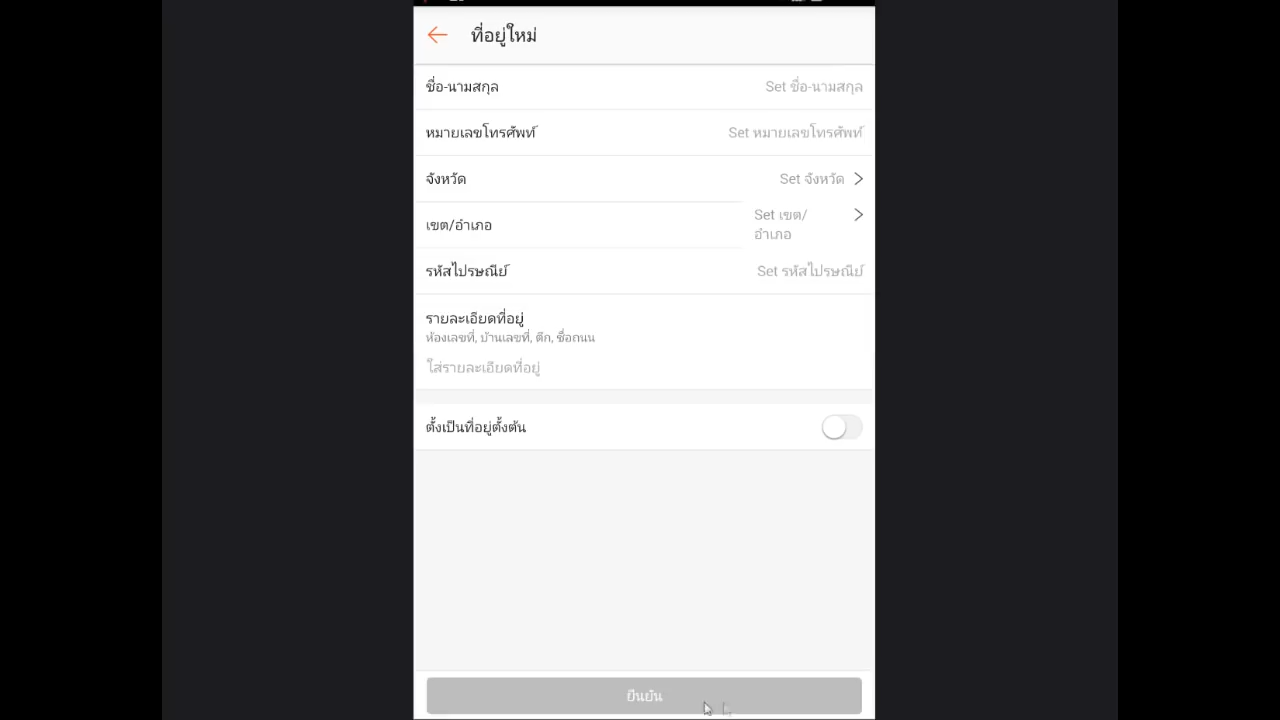 ที่อยู่ใหม่
ชื่อ-นามสกุล Set ชื่อ-นามสกุล
หมายเลขโทรศัพท์ Set หมายเลขโทรศัพท์
จังหวัด Set จังหวัด
เขต/อำเภอ Set เขต/
อำเภอ
รหัสไปรษณีย์ Set รหัสไปรษณีย์
รายละเอียดที่อยู่
ห้องเลขที่, บ้านเลขที่, ตึก, ชื่อถนน
ใส่รายละเอียดที่อยู่
ตั้งเป็นที่อยู่ตั้งต้น
ยืนยัน